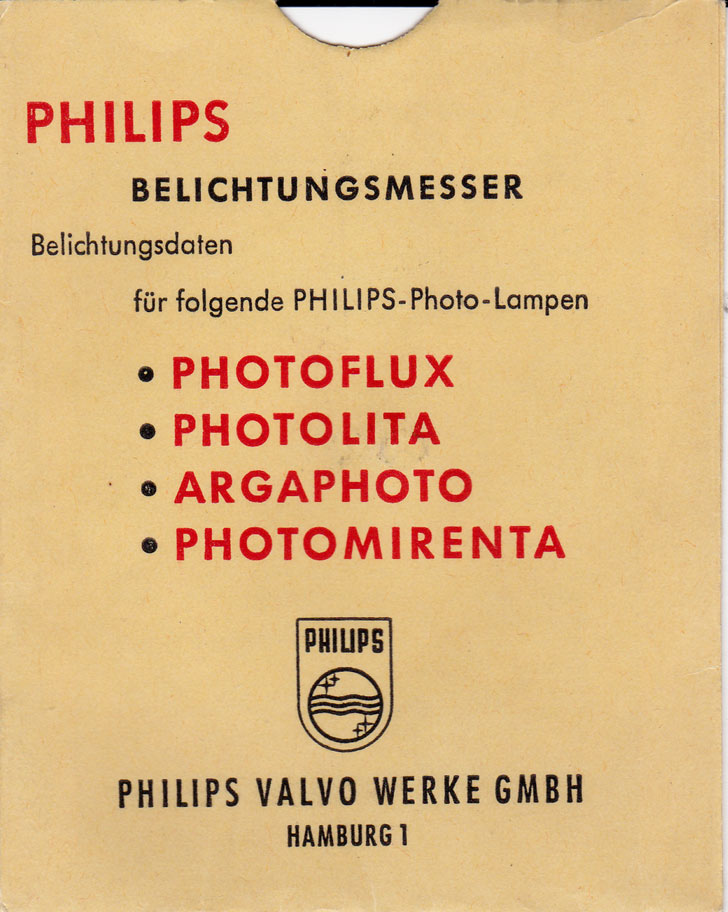 PHILIPS
BELICHTUNGSMESSER
Belichtungsdaten
für folgende PHILIPS-Photo-Lampen
• PHOTOFLUX
• PHOTOLITA
• ARGAPHOTO
• PHOTOMIRENTA
PHILIPS
PHILIPS VALVO WERKE GMBH
HAMBURG 1